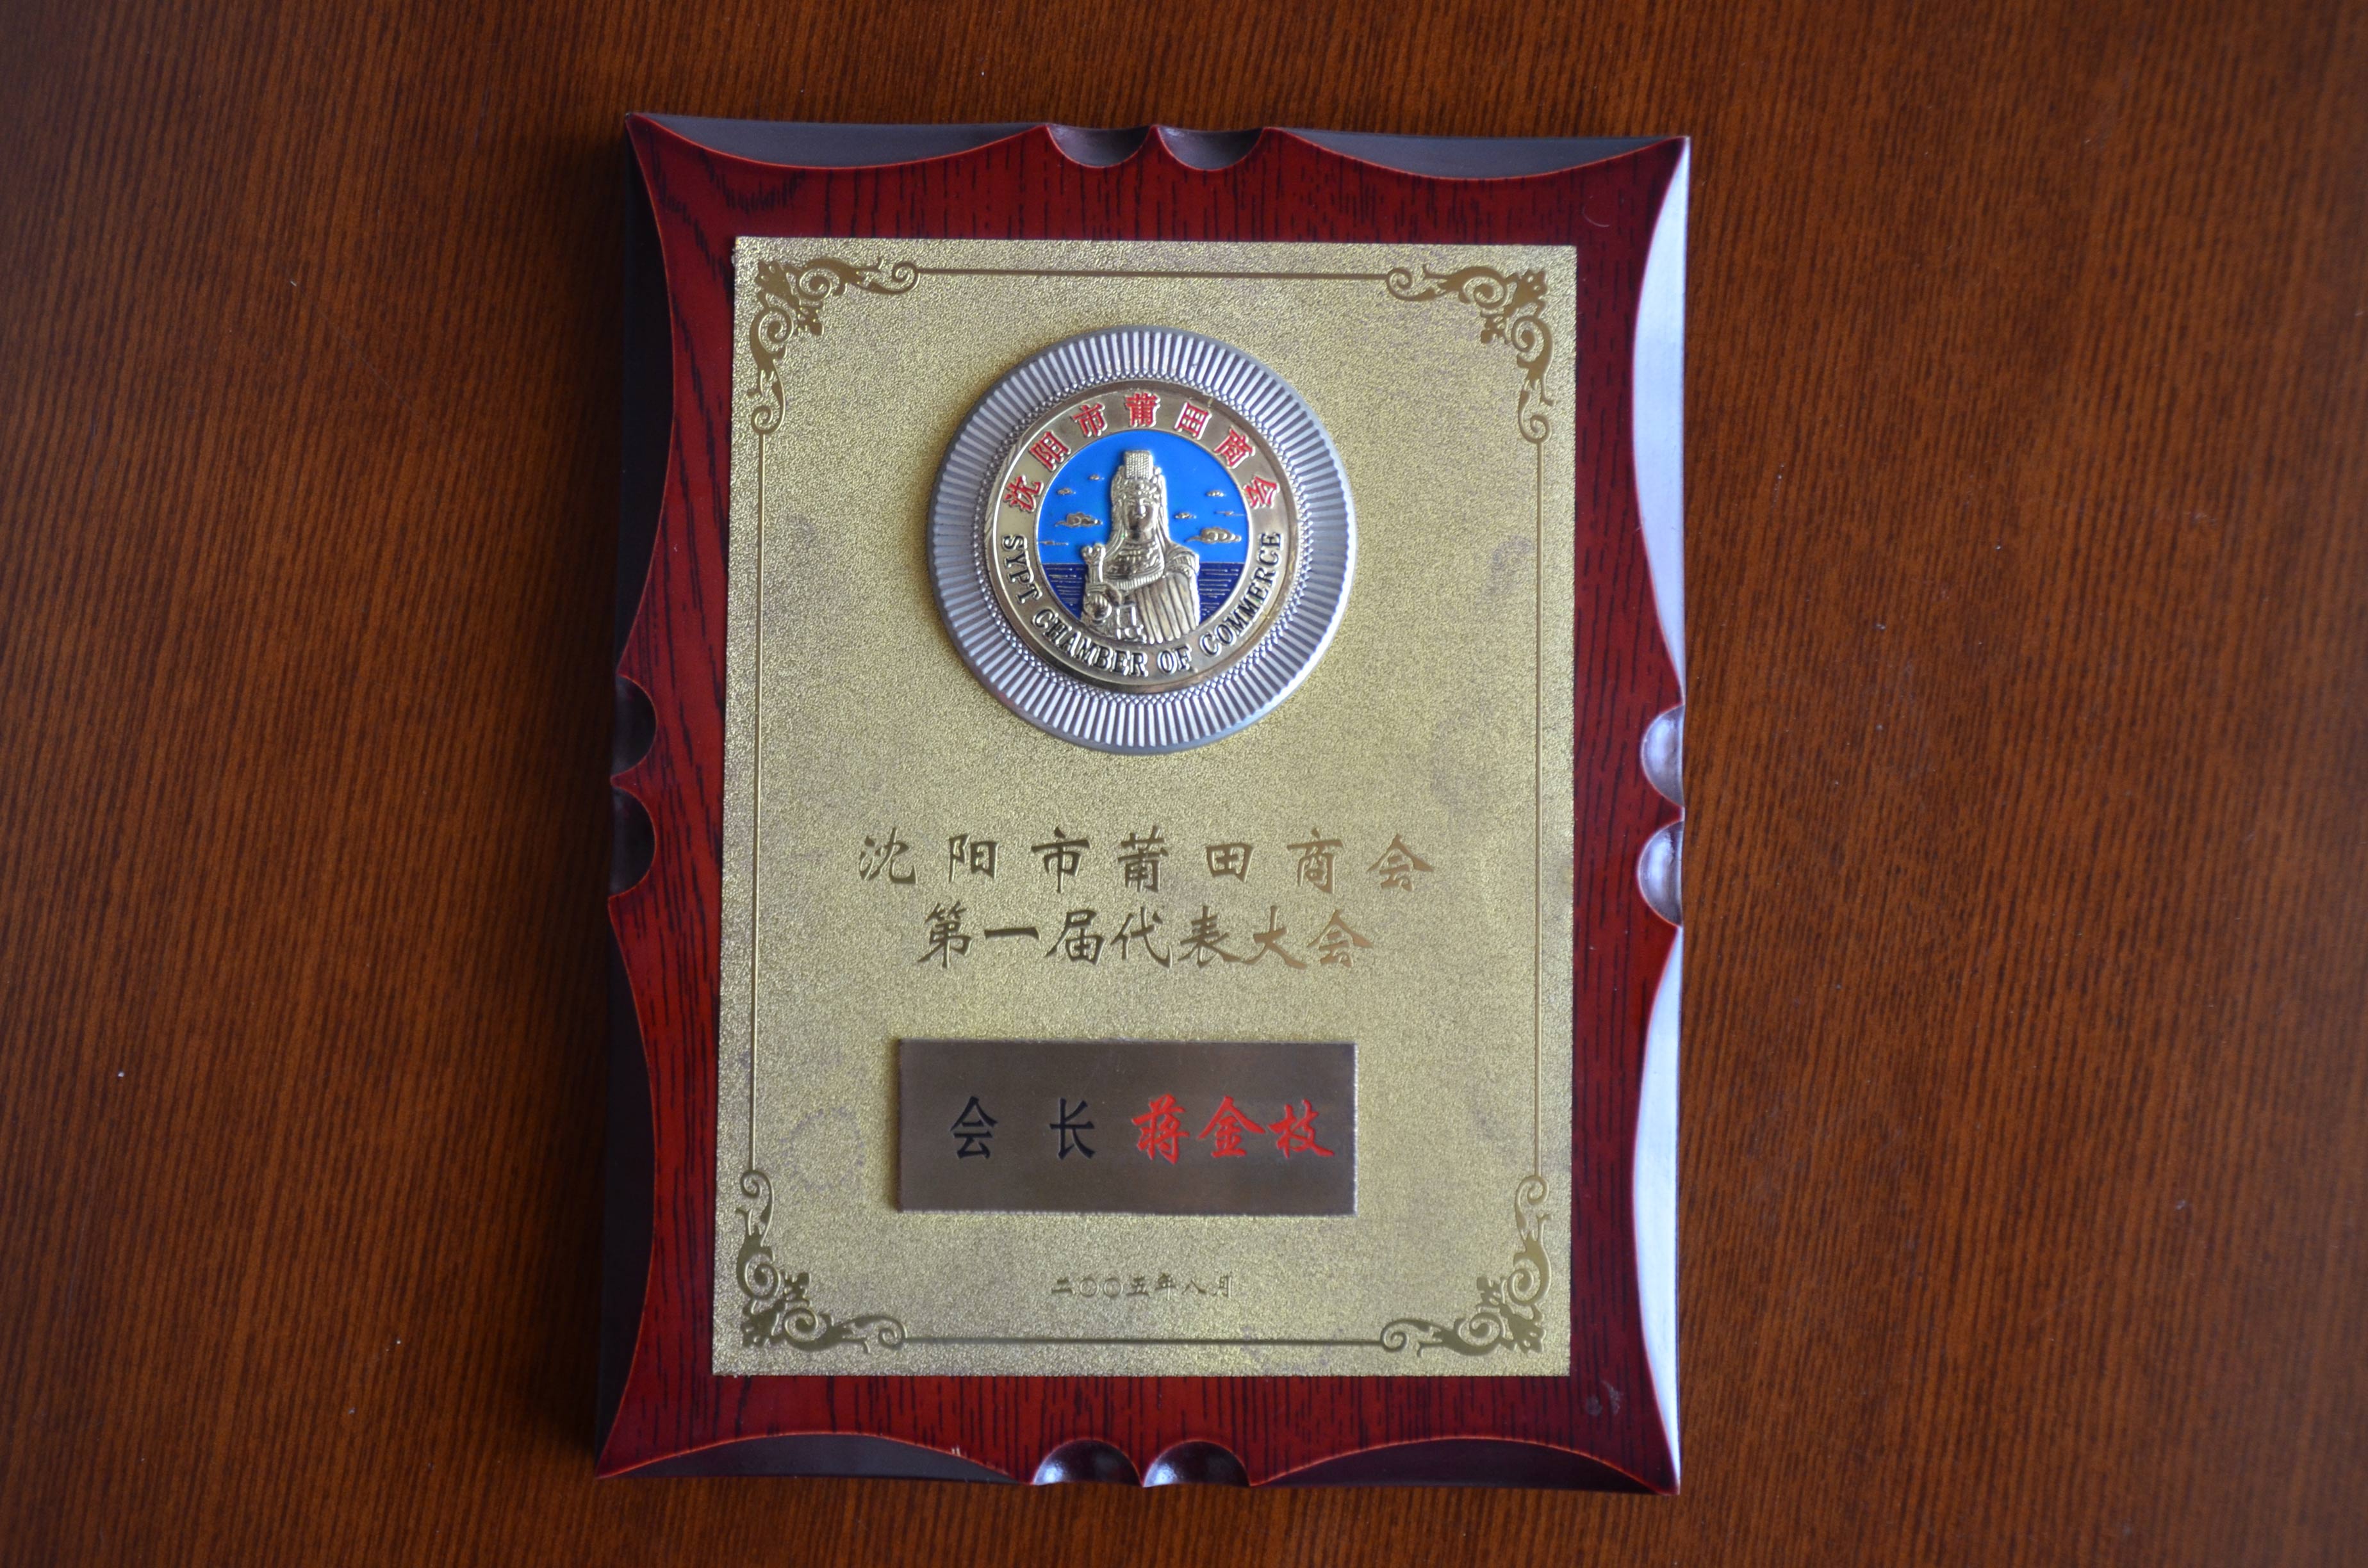 沈阳市莆田商会
SYPT CHAMBER OF COMMERCE
沈阳市莆田商会
第一届代表大会
会长 蒋金枝
二〇〇五年八月